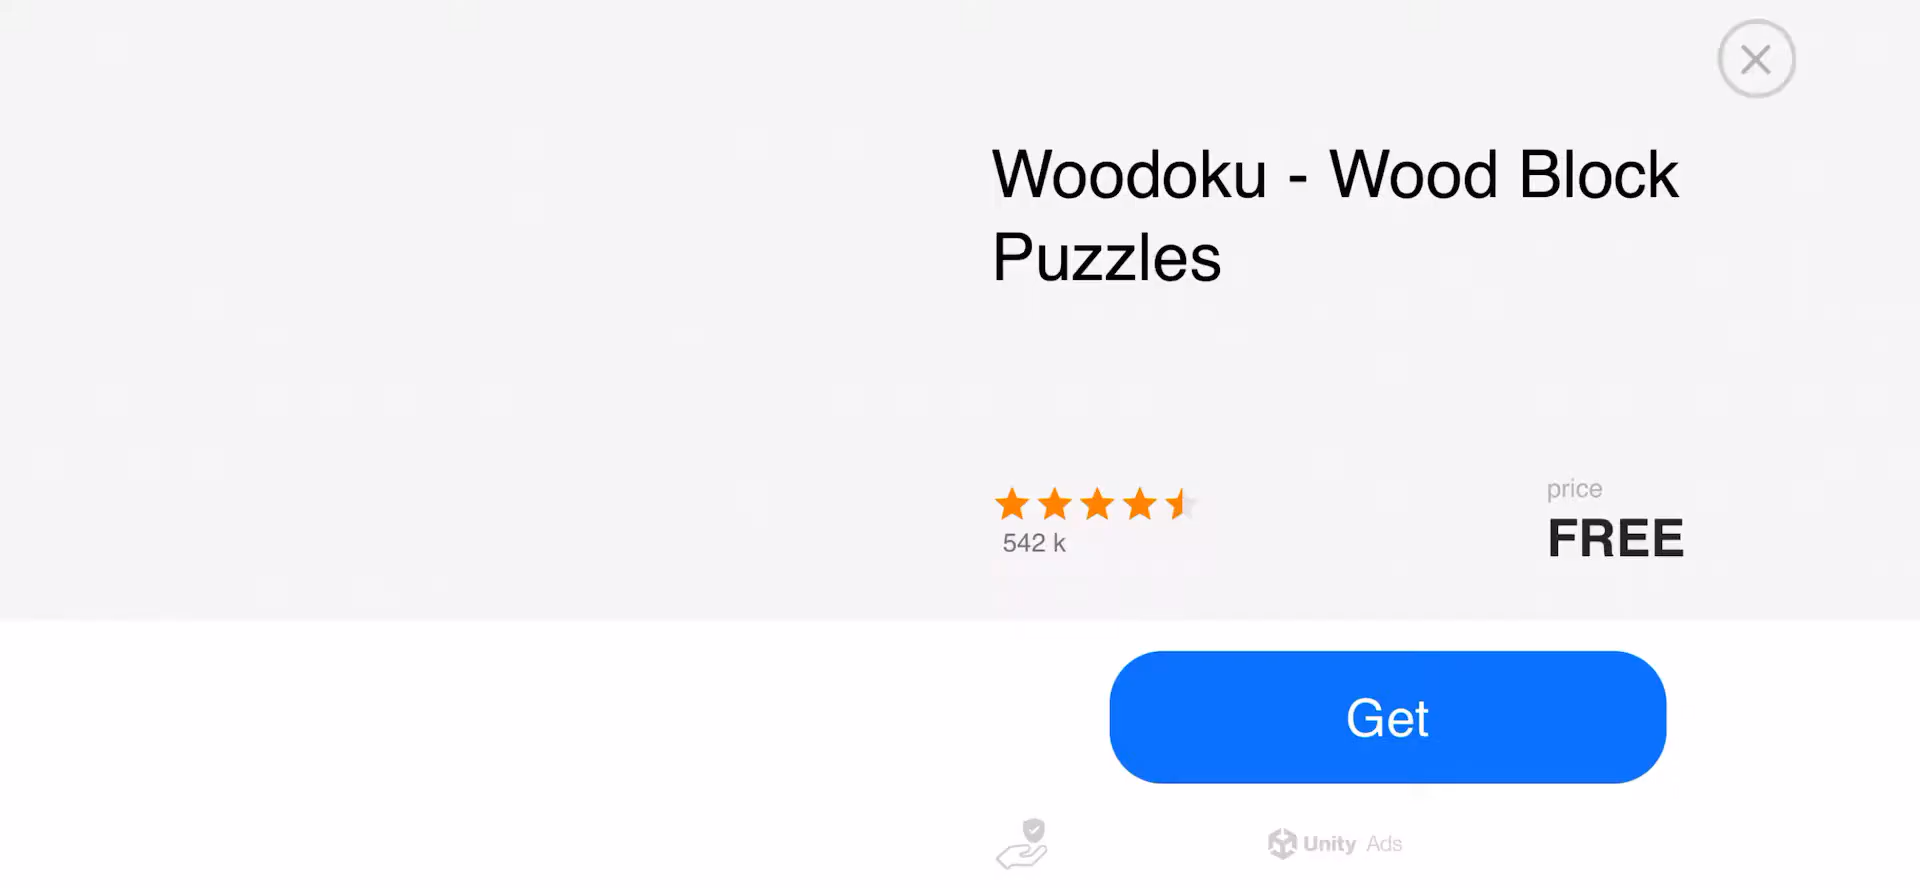 Woodoku - Wood Block
Puzzles
542 k
price
FREE
Get
Unity Ads